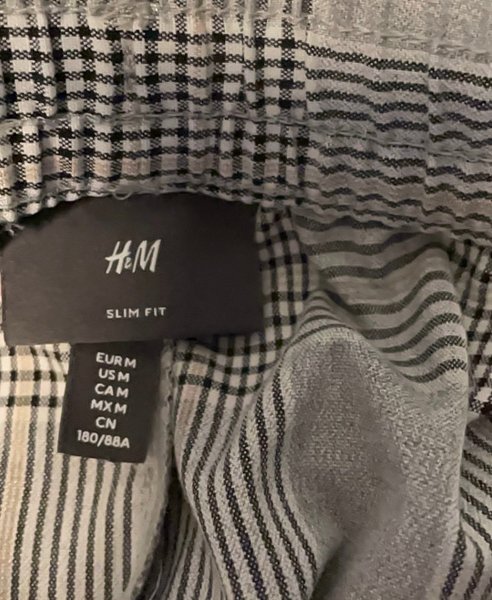 H&M
SLIM FIT
EUR M
US M
CA M
MX M
CN
180/88A